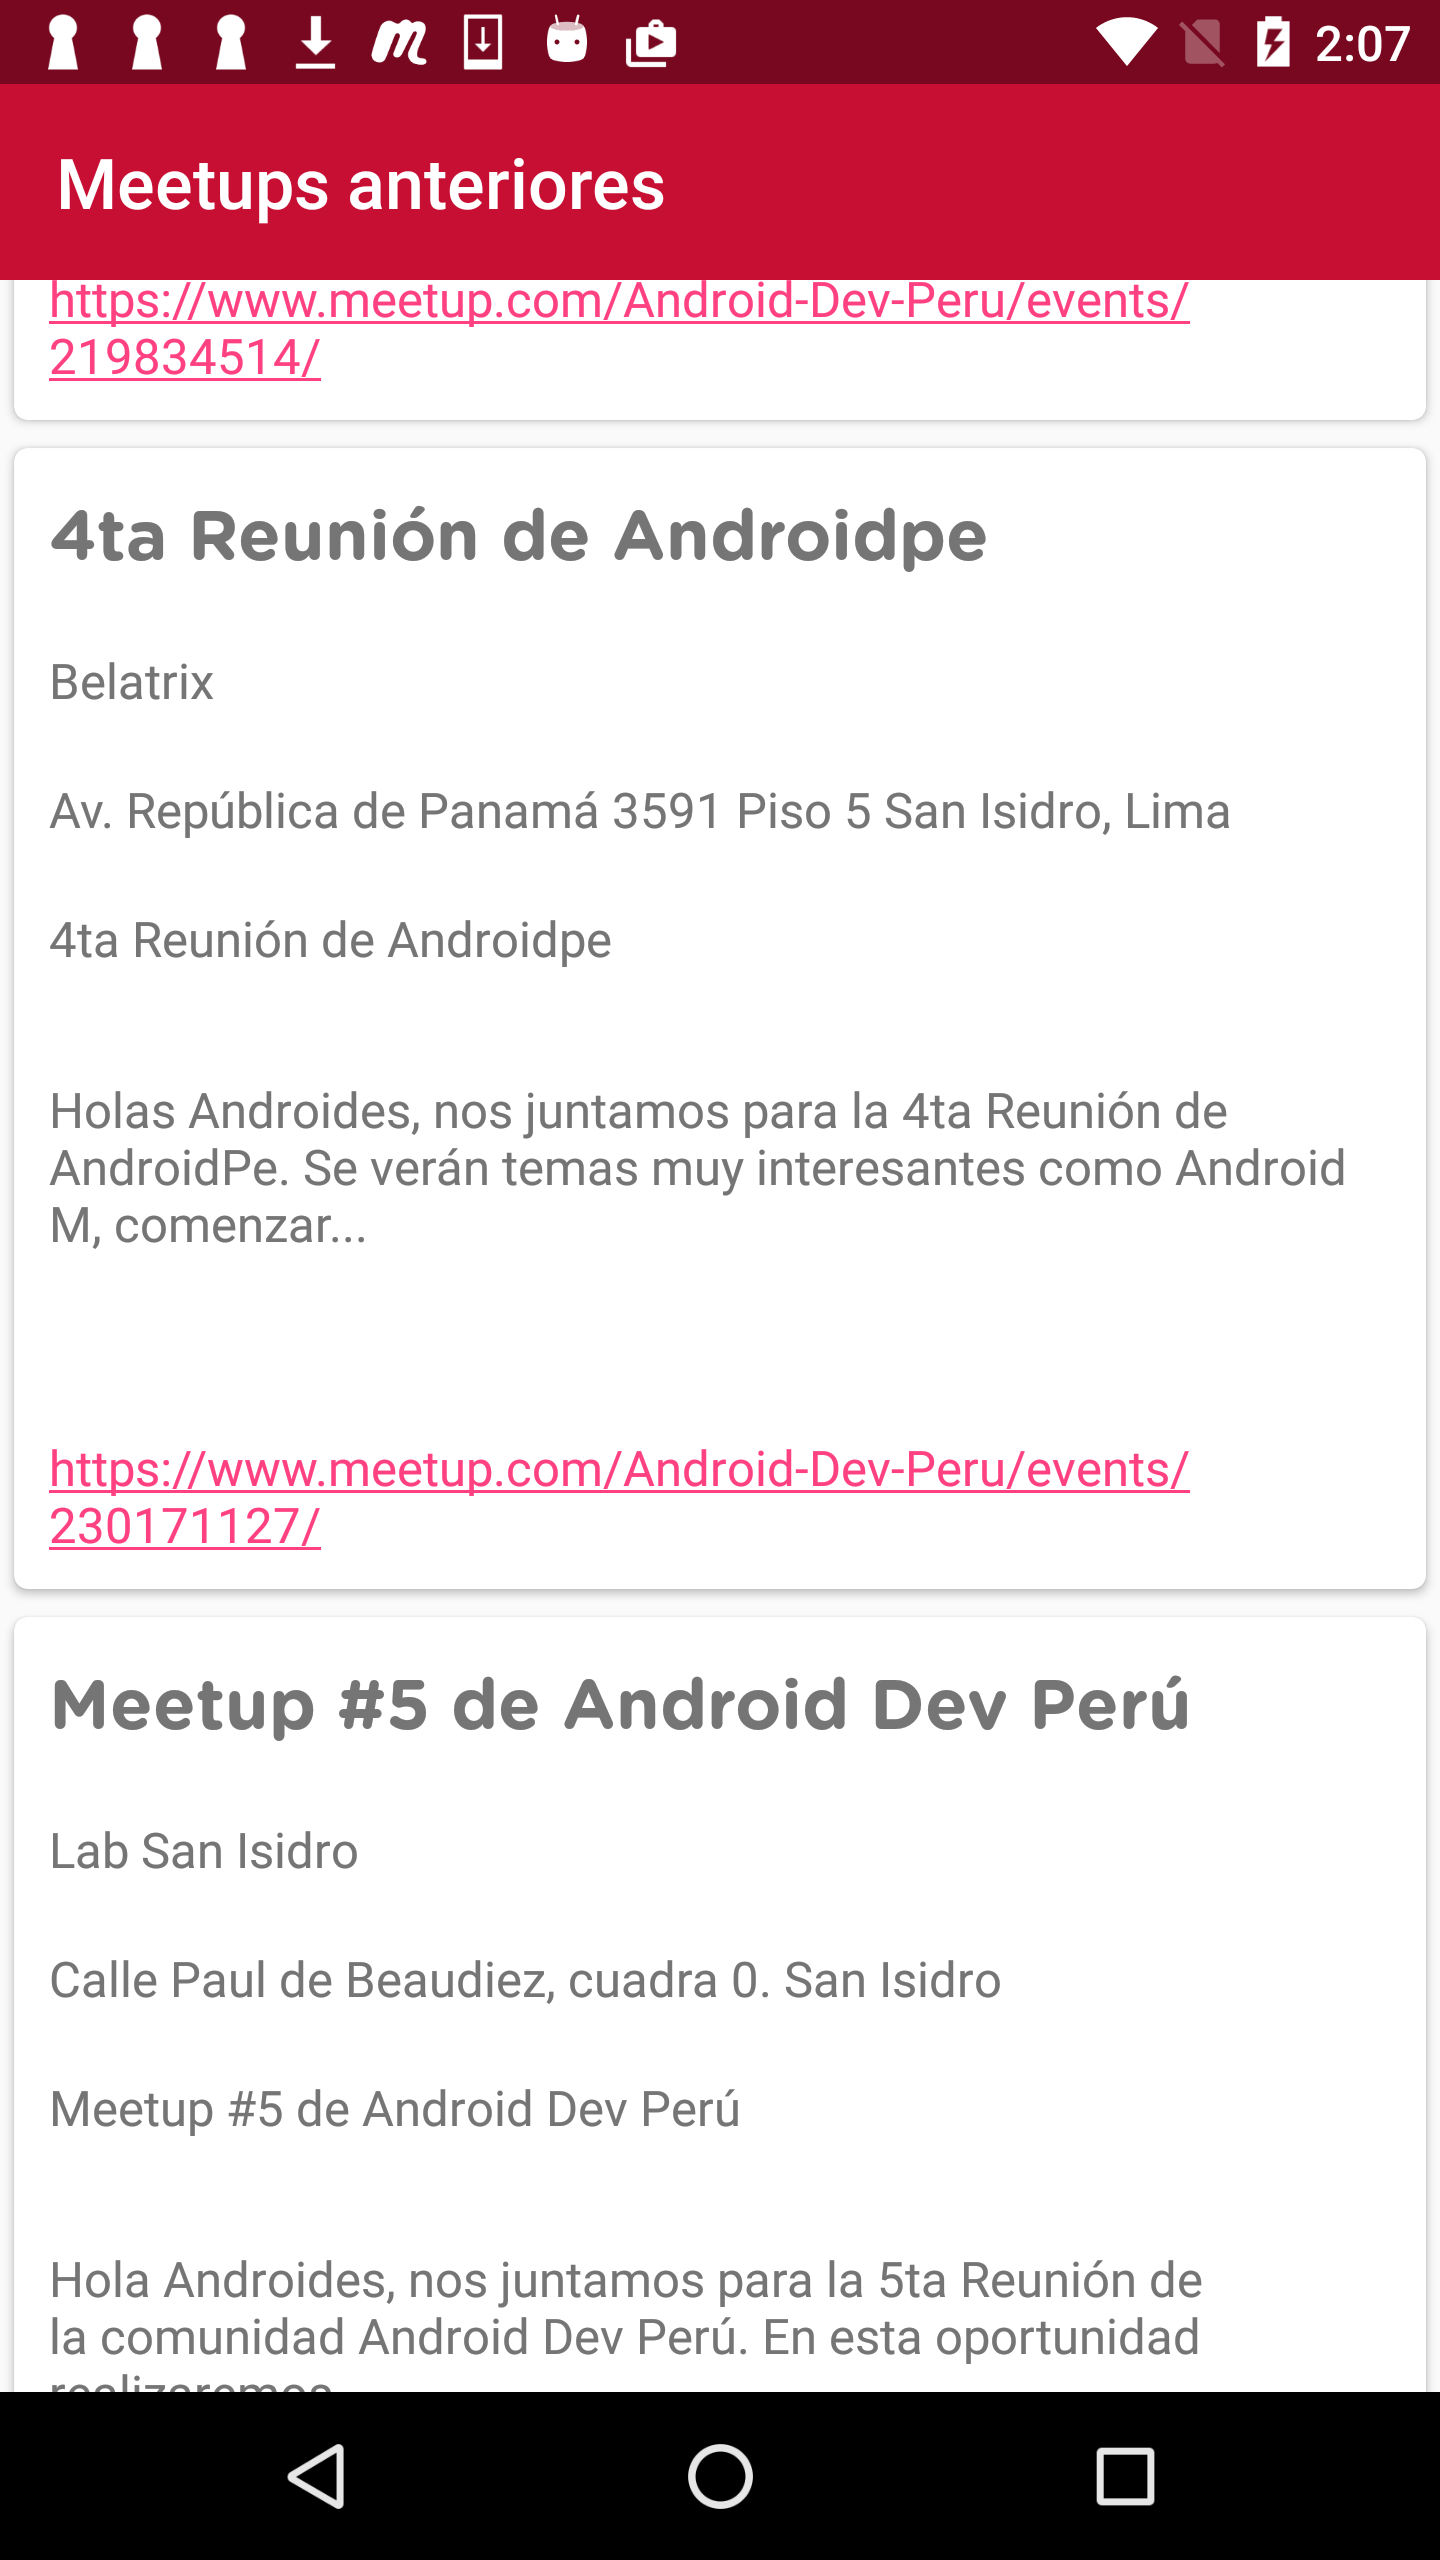 2:07
Meetups anteriores
https://www.meetup.com/Android-Dev-Peru/events/
219834514/
4ta Reunión de Androidpe
Belatrix
Av. República de Panamá 3591 Piso 5 San Isidro, Lima
4ta Reunión de Androidpe
Holas Androides, nos juntamos para la 4ta Reunión de
AndroidPe. Se verán temas muy interesantes como Android
M, comenzar...
https://www.meetup.com/Android-Dev-Peru/events/
230171127/
Meetup #5 de Android Dev Perú
Lab San Isidro
Calle Paul de Beaudiez, cuadra 0. San Isidro
Meetup #5 de Android Dev Perú
Hola Androides, nos juntamos para la 5ta Reunión de
la comunidad Android Dev Perú. En esta oportunidad
realizaremos